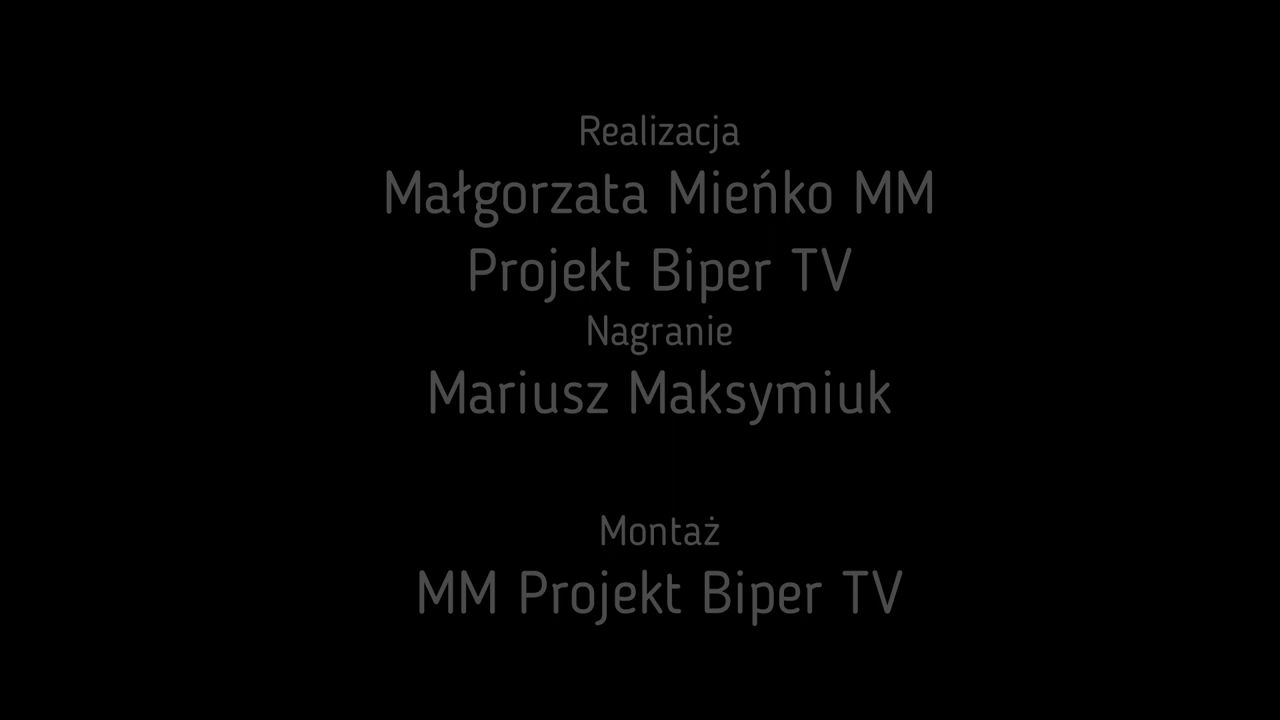 Realizacja
Małgorzata Mieńko MM
Projekt Biper TV
Nagranie
Mariusz Maksymiuk
Montaż
MM Projekt Biper TV